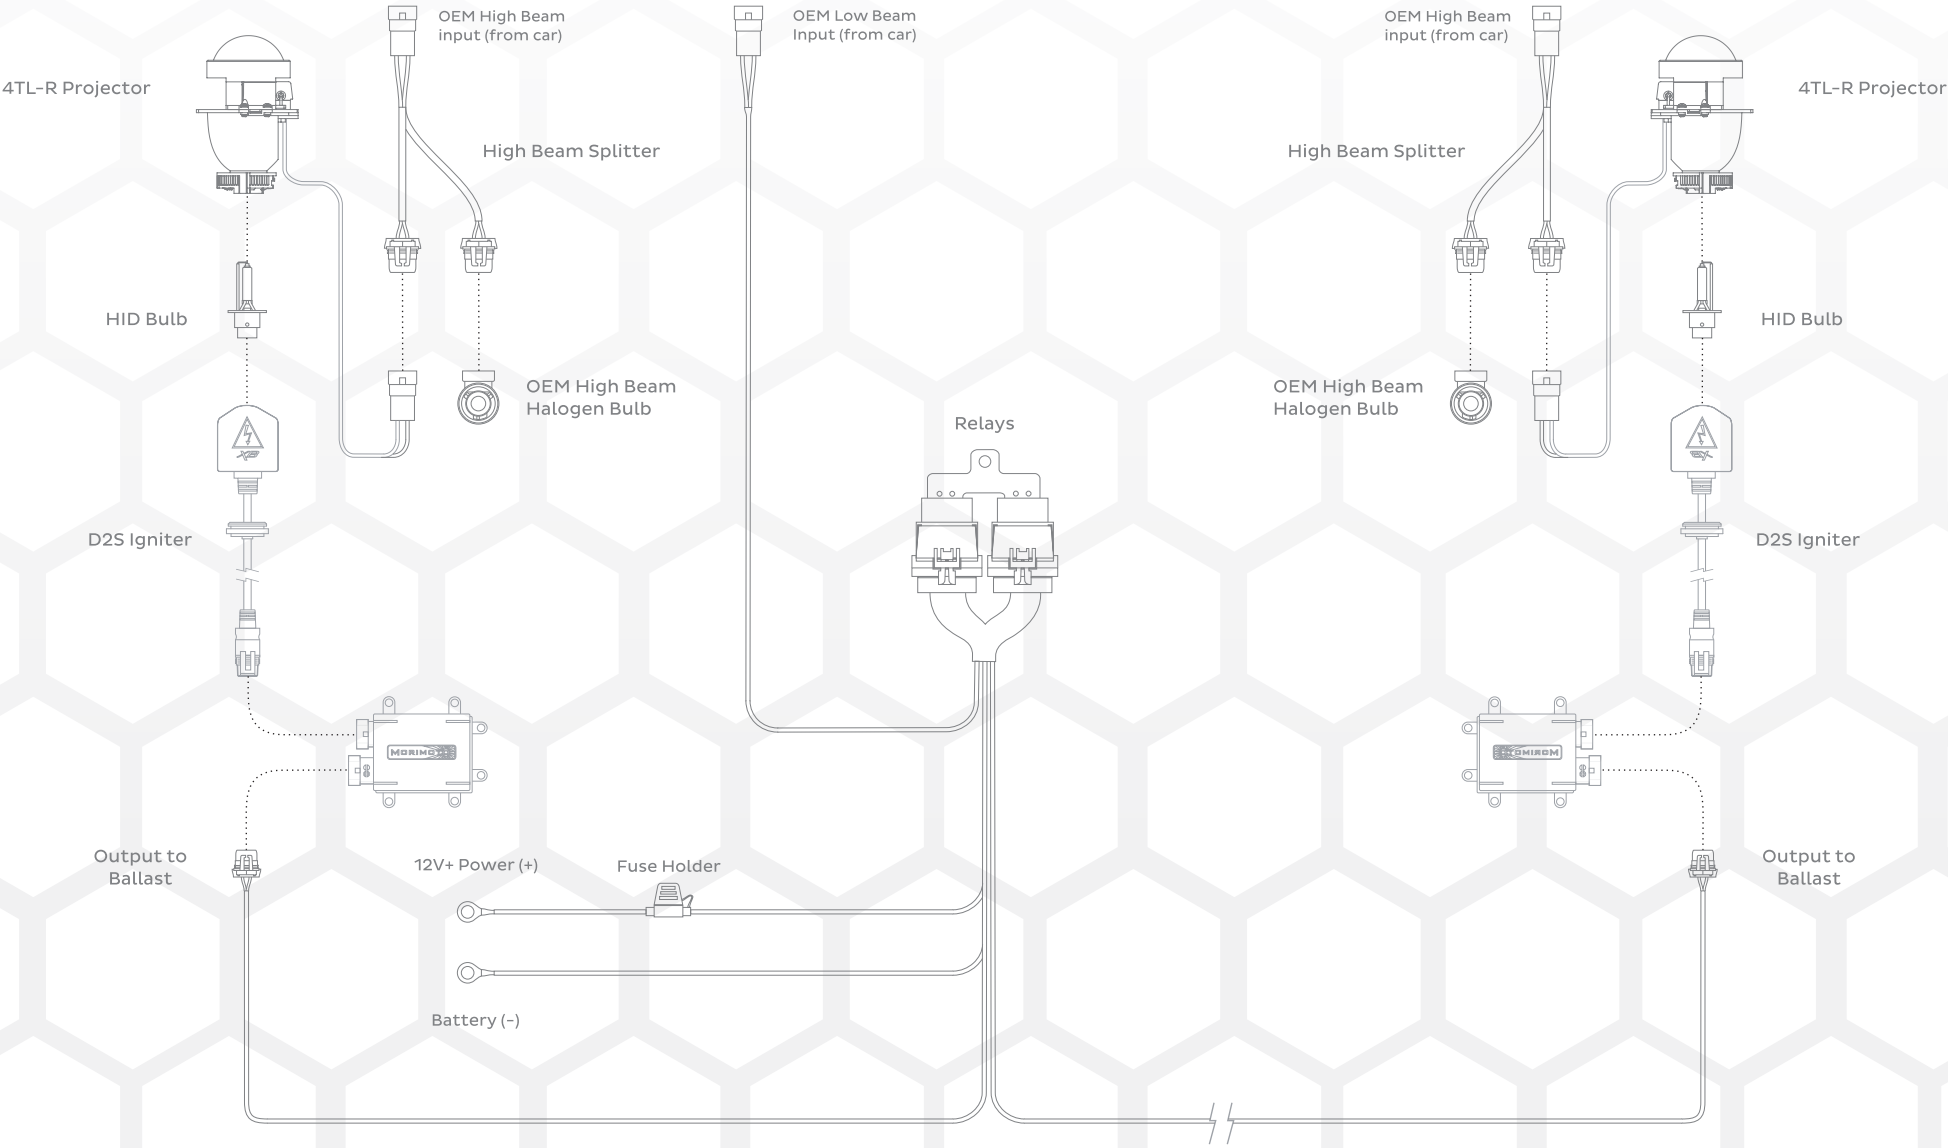 OEM High Beam
input (from car)
OEM Low Beam
Input (from car)
OEM High Beam
input (from car)
4TL-R Projector
4TL-R Projector
High Beam Splitter
High Beam Splitter
HID Bulb
HID Bulb
OEM High Beam
Halogen Bulb
OEM High Beam
Halogen Bulb
Relays
D2S Igniter
D2S Igniter
MORIMOTO
Output to
Ballast
12V+ Power (+)
Fuse Holder
Output to
Ballast
Battery (-)